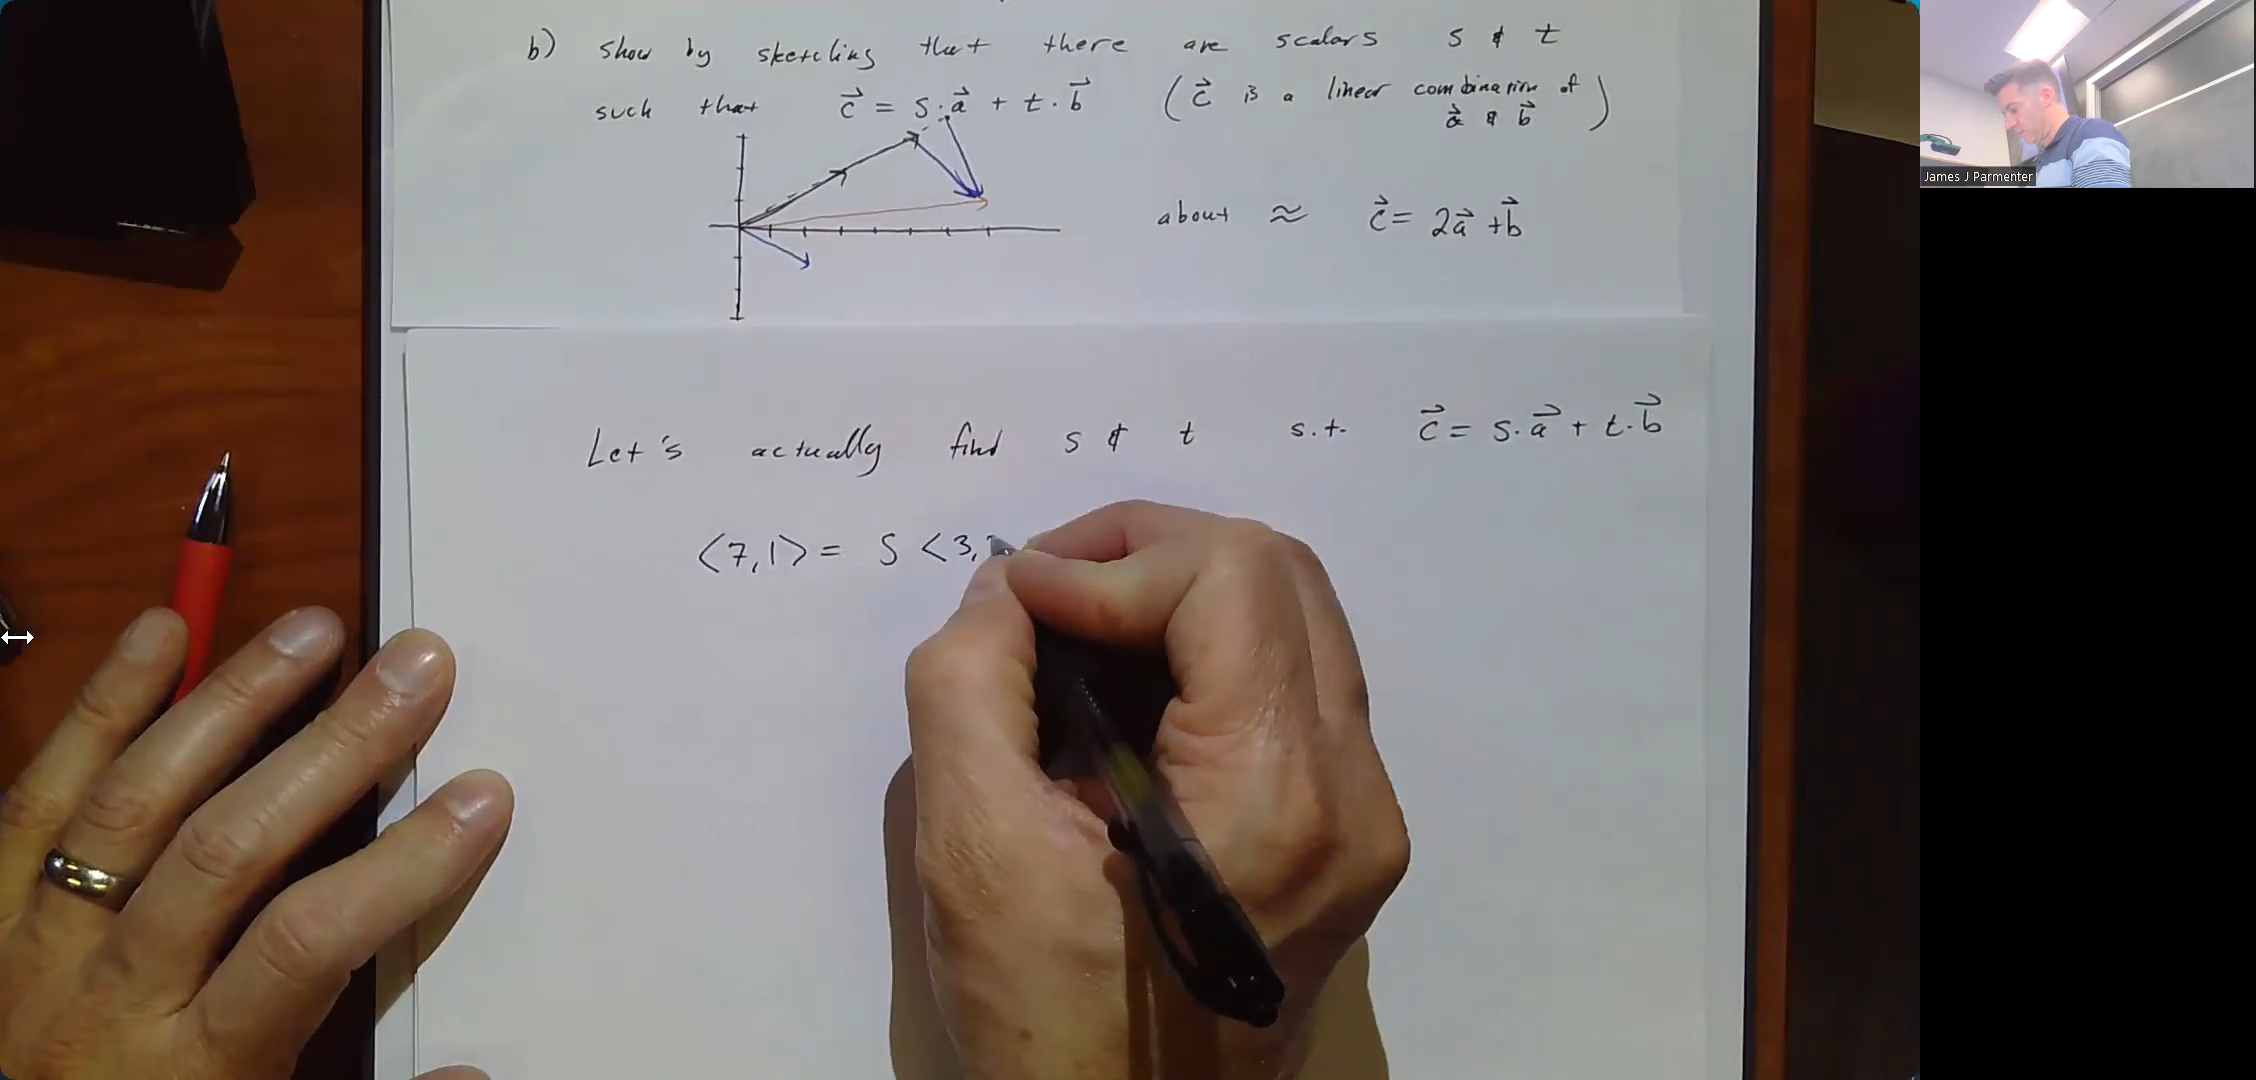 b) show by sketching that there are scalars s & t
such that c⃗ = s·a⃗ + t·b⃗ (c⃗ is a linear combination of
a⃗ & b⃗)
about ≈ c⃗ = 2a⃗ + b⃗
Let's actually find s & t s.t. c⃗ = s·a⃗ + t·b⃗
<7,1> = s <3,
James J Parmenter